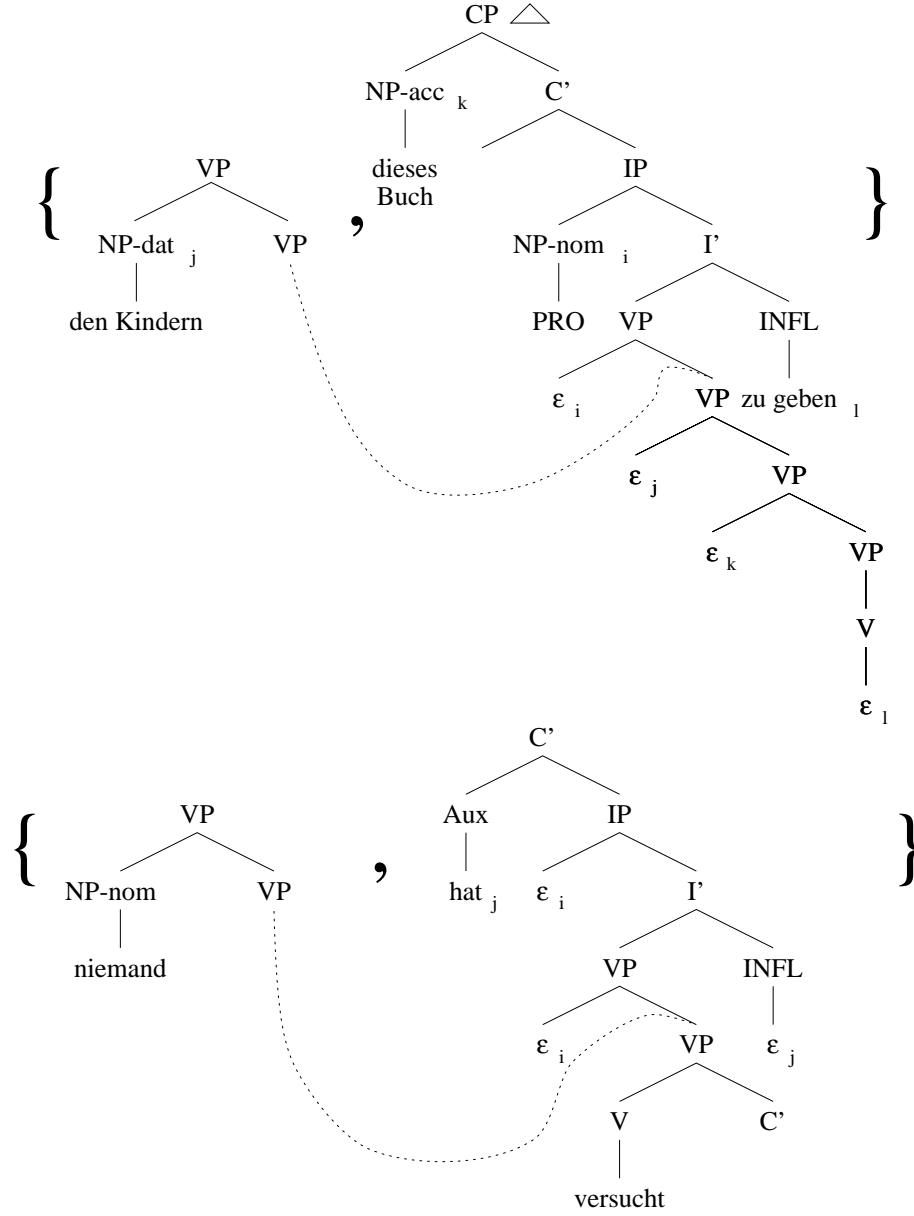 CP
NP-acc k C’
{ VP , dieses IP }
Buch
NP-dat j VP NP-nom i I’
den Kindern PRO VP INFL
ε i VP zu geben l
ε j VP
ε k VP
V
ε l
C’
{ VP , Aux IP }
NP-nom VP hat j ε i I’
niemand VP INFL
ε i VP ε j
V C’
versucht